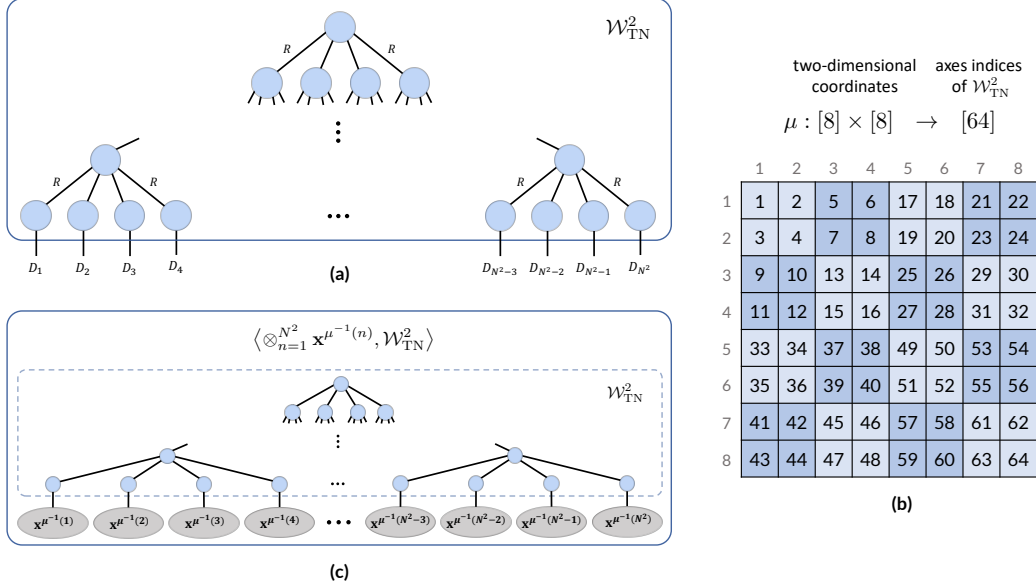 𝒲²_TN
R R
⋮
R R
R R
...
D₁ D₂ D₃ D₄
D_{N²−3} D_{N²−2} D_{N²−1} D_{N²}
(a)
two-dimensional coordinates
axes indices of 𝒲²_TN
μ : [8] × [8] → [64]
1 2 3 4 5 6 7 8
1 1 2 5 6 17 18 21 22
2 3 4 7 8 19 20 23 24
3 9 10 13 14 25 26 29 30
4 11 12 15 16 27 28 31 32
5 33 34 37 38 49 50 53 54
6 35 36 39 40 51 52 55 56
7 41 42 45 46 57 58 61 62
8 43 44 47 48 59 60 63 64
(b)
⟨⊗_{n=1}^{N²} x^{μ⁻¹(n)}, 𝒲²_TN⟩
𝒲²_TN
⋮
...
x^{μ⁻¹(1)} x^{μ⁻¹(2)} x^{μ⁻¹(3)} x^{μ⁻¹(4)} ... x^{μ⁻¹(N²−3)} x^{μ⁻¹(N²−2)} x^{μ⁻¹(N²−1)} x^{μ⁻¹(N²)}
(c)